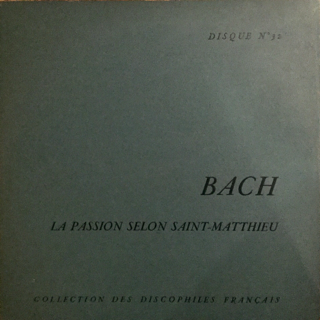 DISQUE N° 32
BACH
LA PASSION SELON SAINT-MATTHIEU
COLLECTION DES DISCOPHILES FRANÇAIS